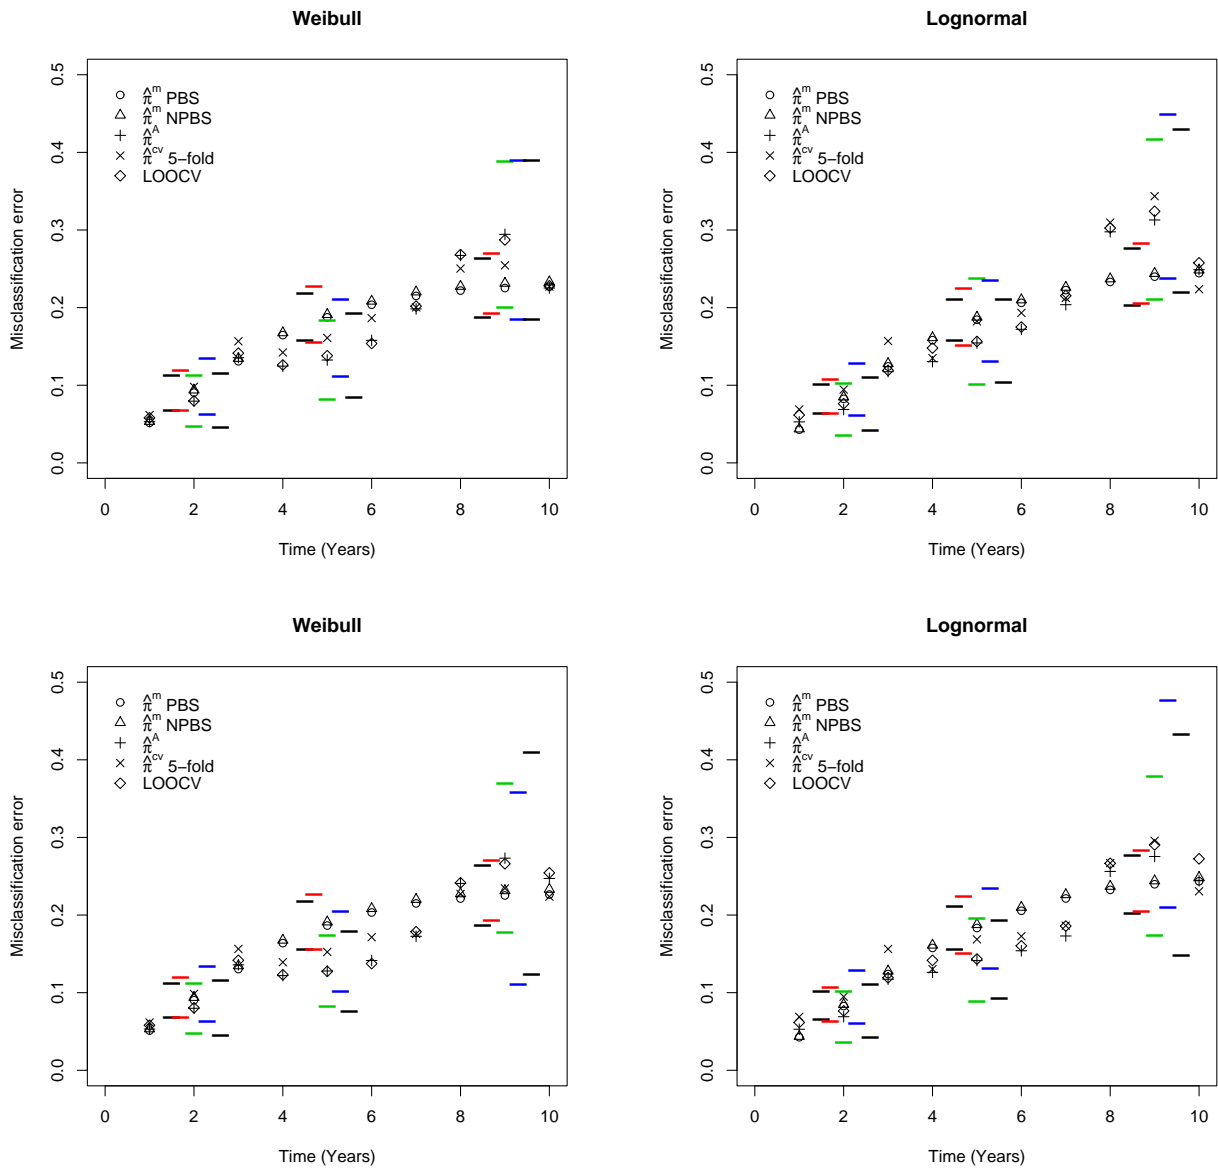 Weibull
Misclassification error
0.5
0.4
0.3
0.2
0.1
0.0
π̂ᵐ PBS
π̂ᵐ NPBS
π̂ᴬ
π̂ᶜᵛ 5−fold
LOOCV
0 2 4 6 8 10
Time (Years)
Lognormal
Misclassification error
0.5
0.4
0.3
0.2
0.1
0.0
π̂ᵐ PBS
π̂ᵐ NPBS
π̂ᴬ
π̂ᶜᵛ 5−fold
LOOCV
0 2 4 6 8 10
Time (Years)
Weibull
Misclassification error
0.5
0.4
0.3
0.2
0.1
0.0
π̂ᵐ PBS
π̂ᵐ NPBS
π̂ᴬ
π̂ᶜᵛ 5−fold
LOOCV
0 2 4 6 8 10
Time (Years)
Lognormal
Misclassification error
0.5
0.4
0.3
0.2
0.1
0.0
π̂ᵐ PBS
π̂ᵐ NPBS
π̂ᴬ
π̂ᶜᵛ 5−fold
LOOCV
0 2 4 6 8 10
Time (Years)